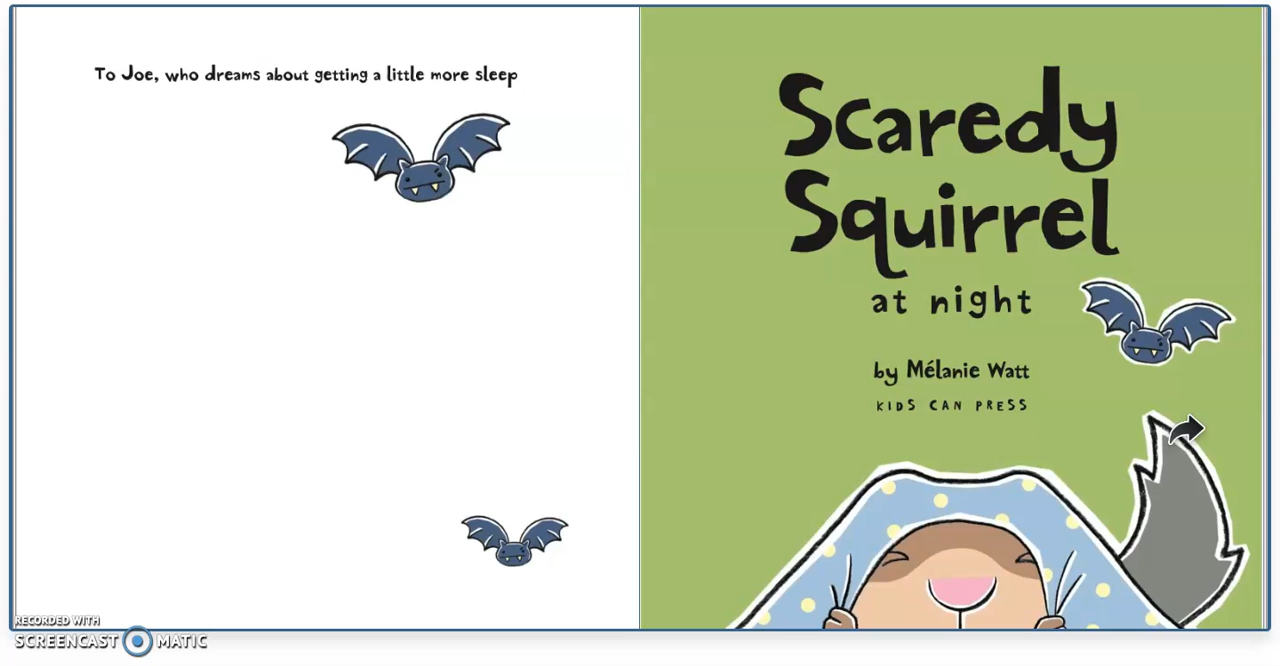 To Joe, who dreams about getting a little more sleep
Scaredy
Squirrel
at night
by Mélanie Watt
KIDS CAN PRESS
RECORDED WITH
SCREENCAST MATIC